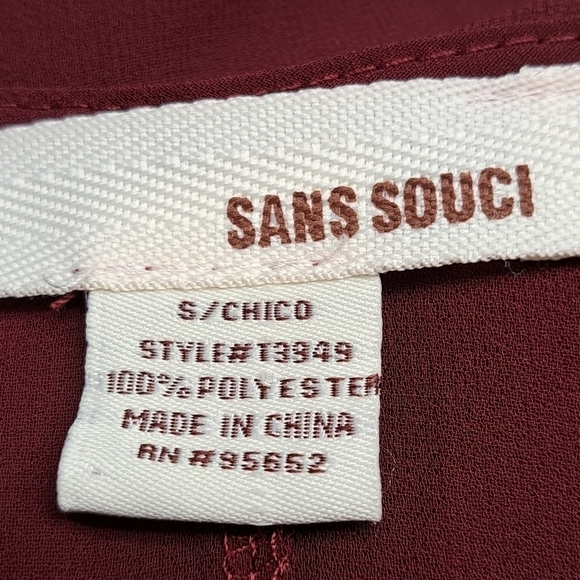 SANS SOUCI
S/CHICO
STYLE#T3949
100% POLYESTER
MADE IN CHINA
RN #95652